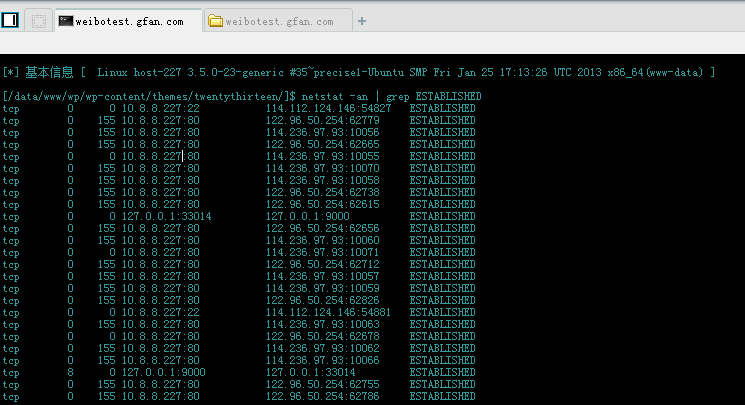 weibotest.gfan.com weibotest.gfan.com
[*] 基本信息 [ Linux host-227 3.5.0-23-generic #35~precise1-Ubuntu SMP Fri Jan 25 17:13:26 UTC 2013 x86_64(www-data) ]
[/data/www/wp/wp-content/themes/twentythirteen/]$ netstat -an | grep ESTABLISHED
tcp 0 0 10.8.8.227:22 114.112.124.146:54827 ESTABLISHED
tcp 0 155 10.8.8.227:80 122.96.50.254:62779 ESTABLISHED
tcp 0 155 10.8.8.227:80 114.236.97.93:10056 ESTABLISHED
tcp 0 155 10.8.8.227:80 122.96.50.254:62665 ESTABLISHED
tcp 0 0 10.8.8.227:80 114.236.97.93:10055 ESTABLISHED
tcp 0 155 10.8.8.227:80 114.236.97.93:10070 ESTABLISHED
tcp 0 155 10.8.8.227:80 114.236.97.93:10058 ESTABLISHED
tcp 0 155 10.8.8.227:80 122.96.50.254:62738 ESTABLISHED
tcp 0 155 10.8.8.227:80 122.96.50.254:62615 ESTABLISHED
tcp 0 0 127.0.0.1:33014 127.0.0.1:9000 ESTABLISHED
tcp 0 155 10.8.8.227:80 122.96.50.254:62656 ESTABLISHED
tcp 0 155 10.8.8.227:80 114.236.97.93:10060 ESTABLISHED
tcp 0 0 10.8.8.227:80 114.236.97.93:10071 ESTABLISHED
tcp 0 155 10.8.8.227:80 122.96.50.254:62712 ESTABLISHED
tcp 0 155 10.8.8.227:80 114.236.97.93:10057 ESTABLISHED
tcp 0 155 10.8.8.227:80 114.236.97.93:10059 ESTABLISHED
tcp 0 155 10.8.8.227:80 122.96.50.254:62826 ESTABLISHED
tcp 0 0 10.8.8.227:22 114.112.124.146:54881 ESTABLISHED
tcp 0 155 10.8.8.227:80 114.236.97.93:10063 ESTABLISHED
tcp 0 0 10.8.8.227:80 122.96.50.254:62678 ESTABLISHED
tcp 0 155 10.8.8.227:80 114.236.97.93:10062 ESTABLISHED
tcp 0 155 10.8.8.227:80 114.236.97.93:10066 ESTABLISHED
tcp 8 0 127.0.0.1:9000 127.0.0.1:33014 ESTABLISHED
tcp 0 155 10.8.8.227:80 122.96.50.254:62755 ESTABLISHED
tcp 0 155 10.8.8.227:80 122.96.50.254:62786 ESTABLISHED